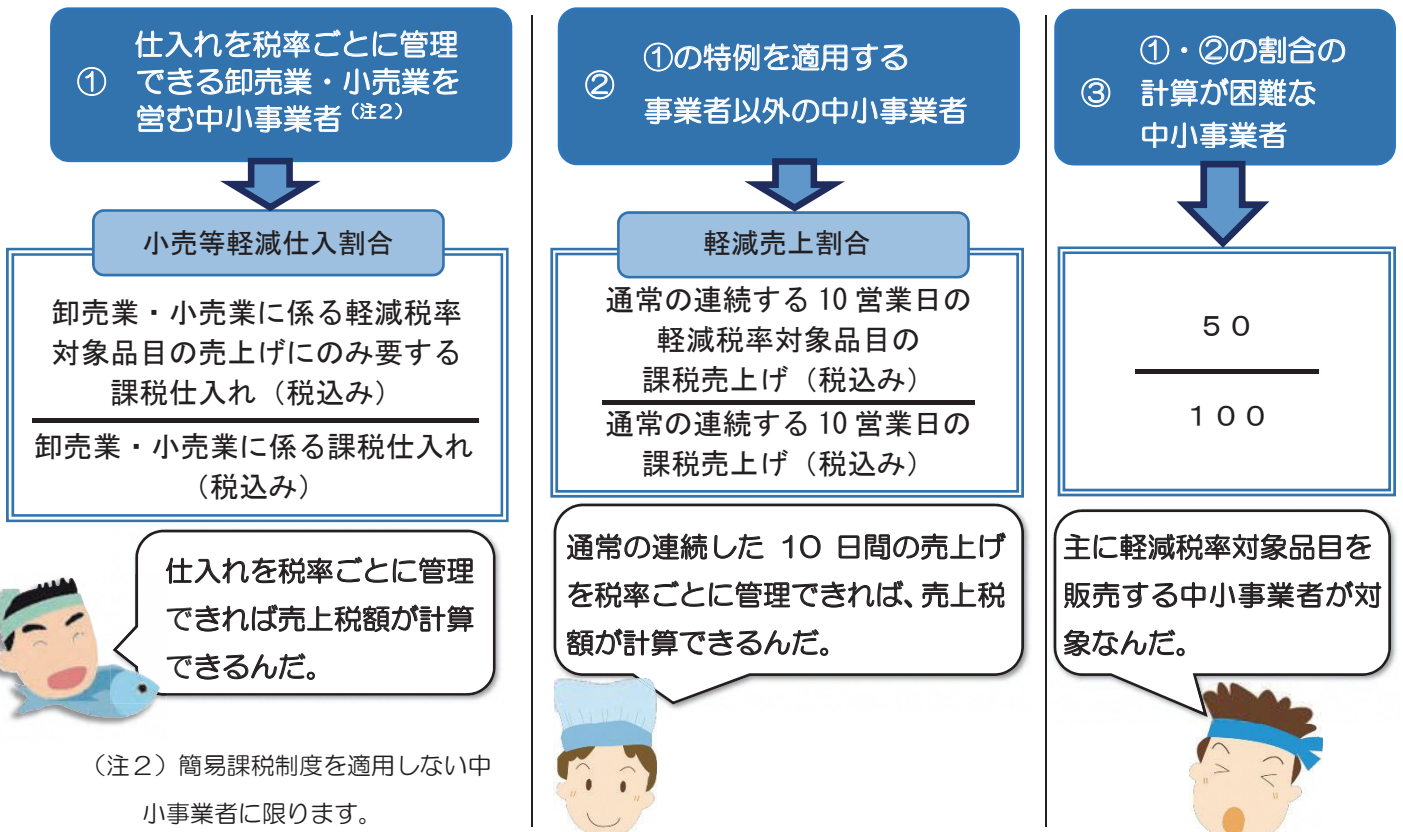 ① 仕入れを税率ごとに管理
できる卸売業・小売業を
営む中小事業者(注2)
小売等軽減仕入割合
卸売業・小売業に係る軽減税率
対象品目の売上げにのみ要する
課税仕入れ（税込み）
卸売業・小売業に係る課税仕入れ
（税込み）
仕入れを税率ごとに管理
できれば売上税額が計算
できるんだ。
（注２）簡易課税制度を適用しない中
小事業者に限ります。
② ①の特例を適用する
事業者以外の中小事業者
軽減売上割合
通常の連続する 10 営業日の
軽減税率対象品目の
課税売上げ（税込み）
通常の連続する 10 営業日の
課税売上げ（税込み）
通常の連続した 10 日間の売上げ
を税率ごとに管理できれば、売上税
額が計算できるんだ。
③ ①・②の割合の
計算が困難な
中小事業者
５０
１００
主に軽減税率対象品目を
販売する中小事業者が対
象なんだ。